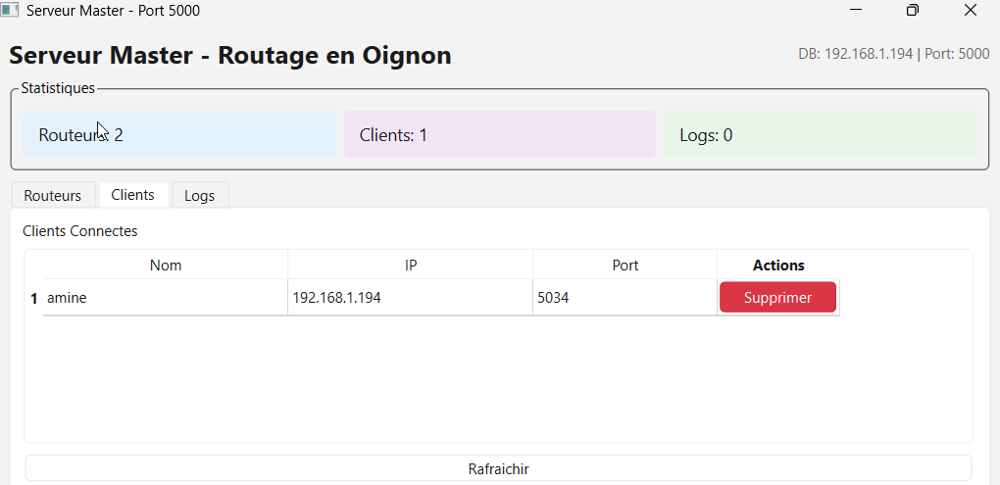 Serveur Master - Port 5000
Serveur Master - Routage en Oignon
DB: 192.168.1.194 | Port: 5000
Statistiques
Routeurs: 2
Clients: 1
Logs: 0
Routeurs Clients Logs
Clients Connectes
Nom IP Port Actions
1 amine 192.168.1.194 5034 Supprimer
Rafraichir